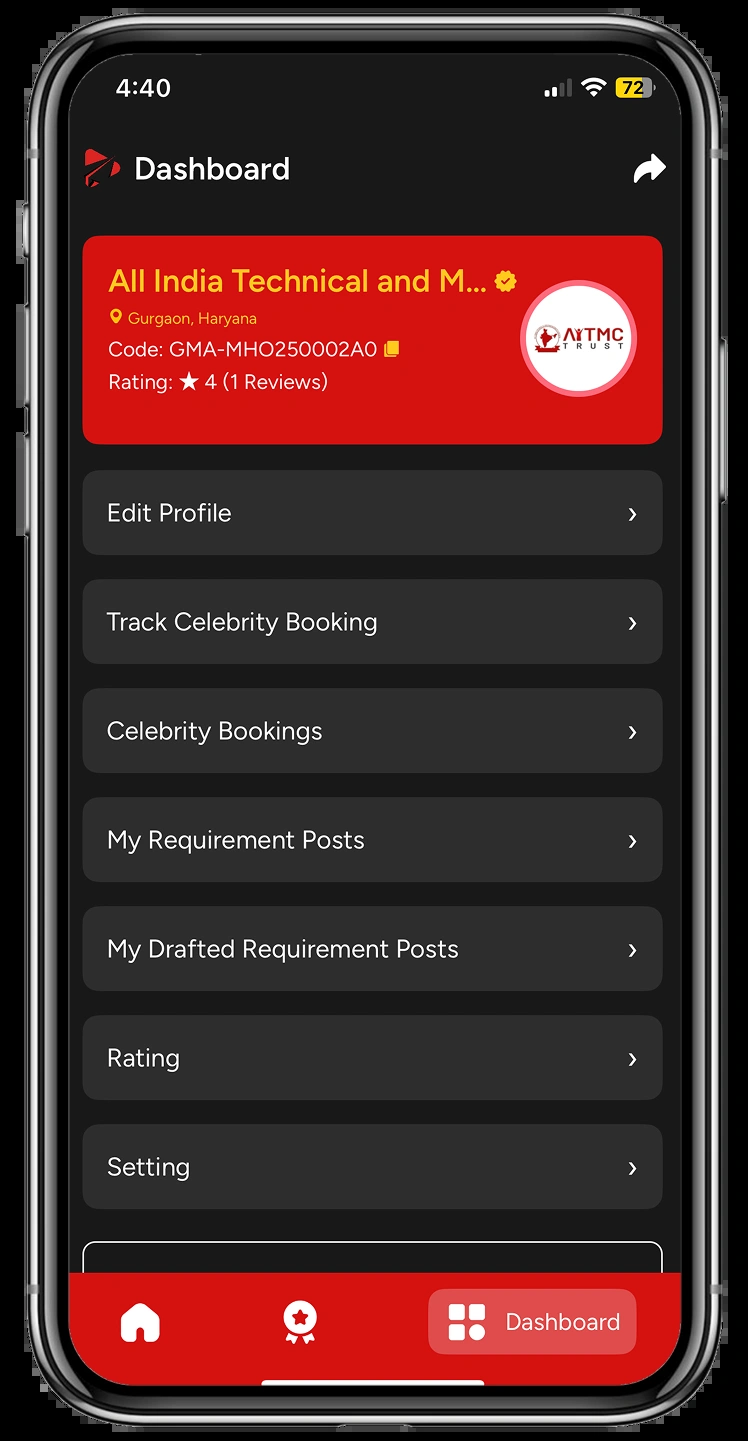 4:40
72
Dashboard
All India Technical and M...
Gurgaon, Haryana
Code: GMA-MHO250002A0
Rating: ★ 4 (1 Reviews)
AITMC
TRUST
Edit Profile
Track Celebrity Booking
Celebrity Bookings
My Requirement Posts
My Drafted Requirement Posts
Rating
Setting
Dashboard